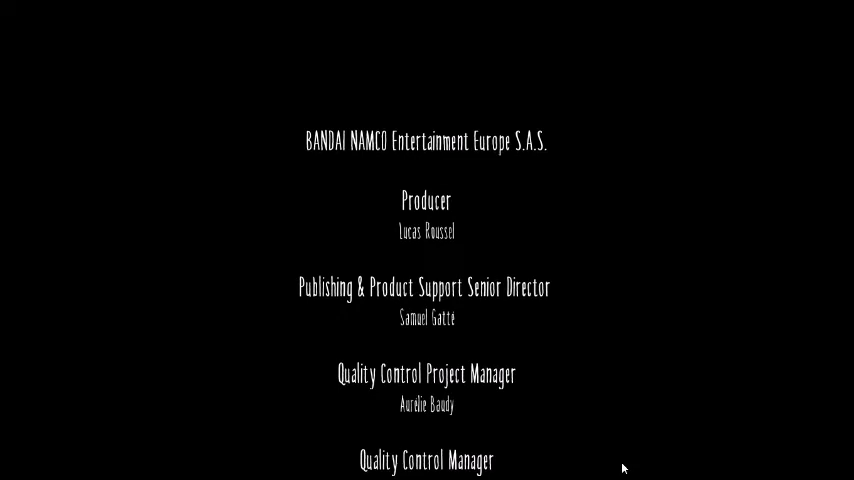 BANDAI NAMCO Entertainment Europe S.A.S.
Producer
Lucas Roussel
Publishing & Product Support Senior Director
Samuel Gatté
Quality Control Project Manager
Aurélie Baudy
Quality Control Manager